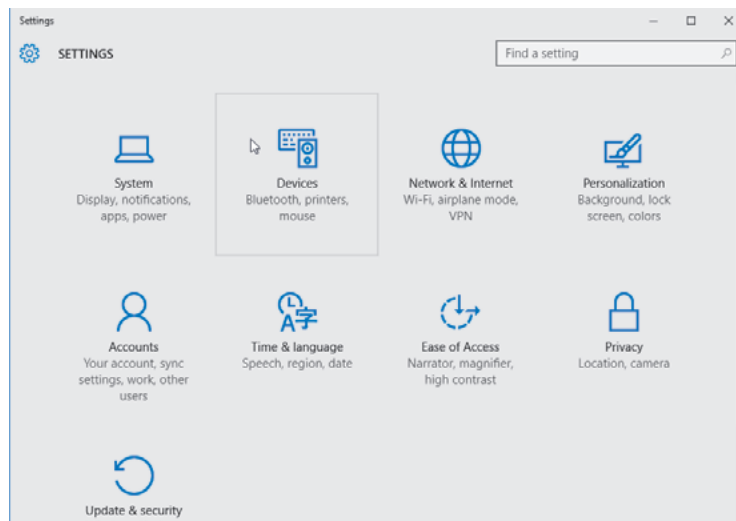 Settings
SETTINGS
Find a setting
System
Display, notifications,
apps, power
Devices
Bluetooth, printers,
mouse
Network & Internet
Wi-Fi, airplane mode,
VPN
Personalization
Background, lock
screen, colors
Accounts
Your account, sync
settings, work, other
users
Time & language
Speech, region, date
Ease of Access
Narrator, magnifier,
high contrast
Privacy
Location, camera
Update & security